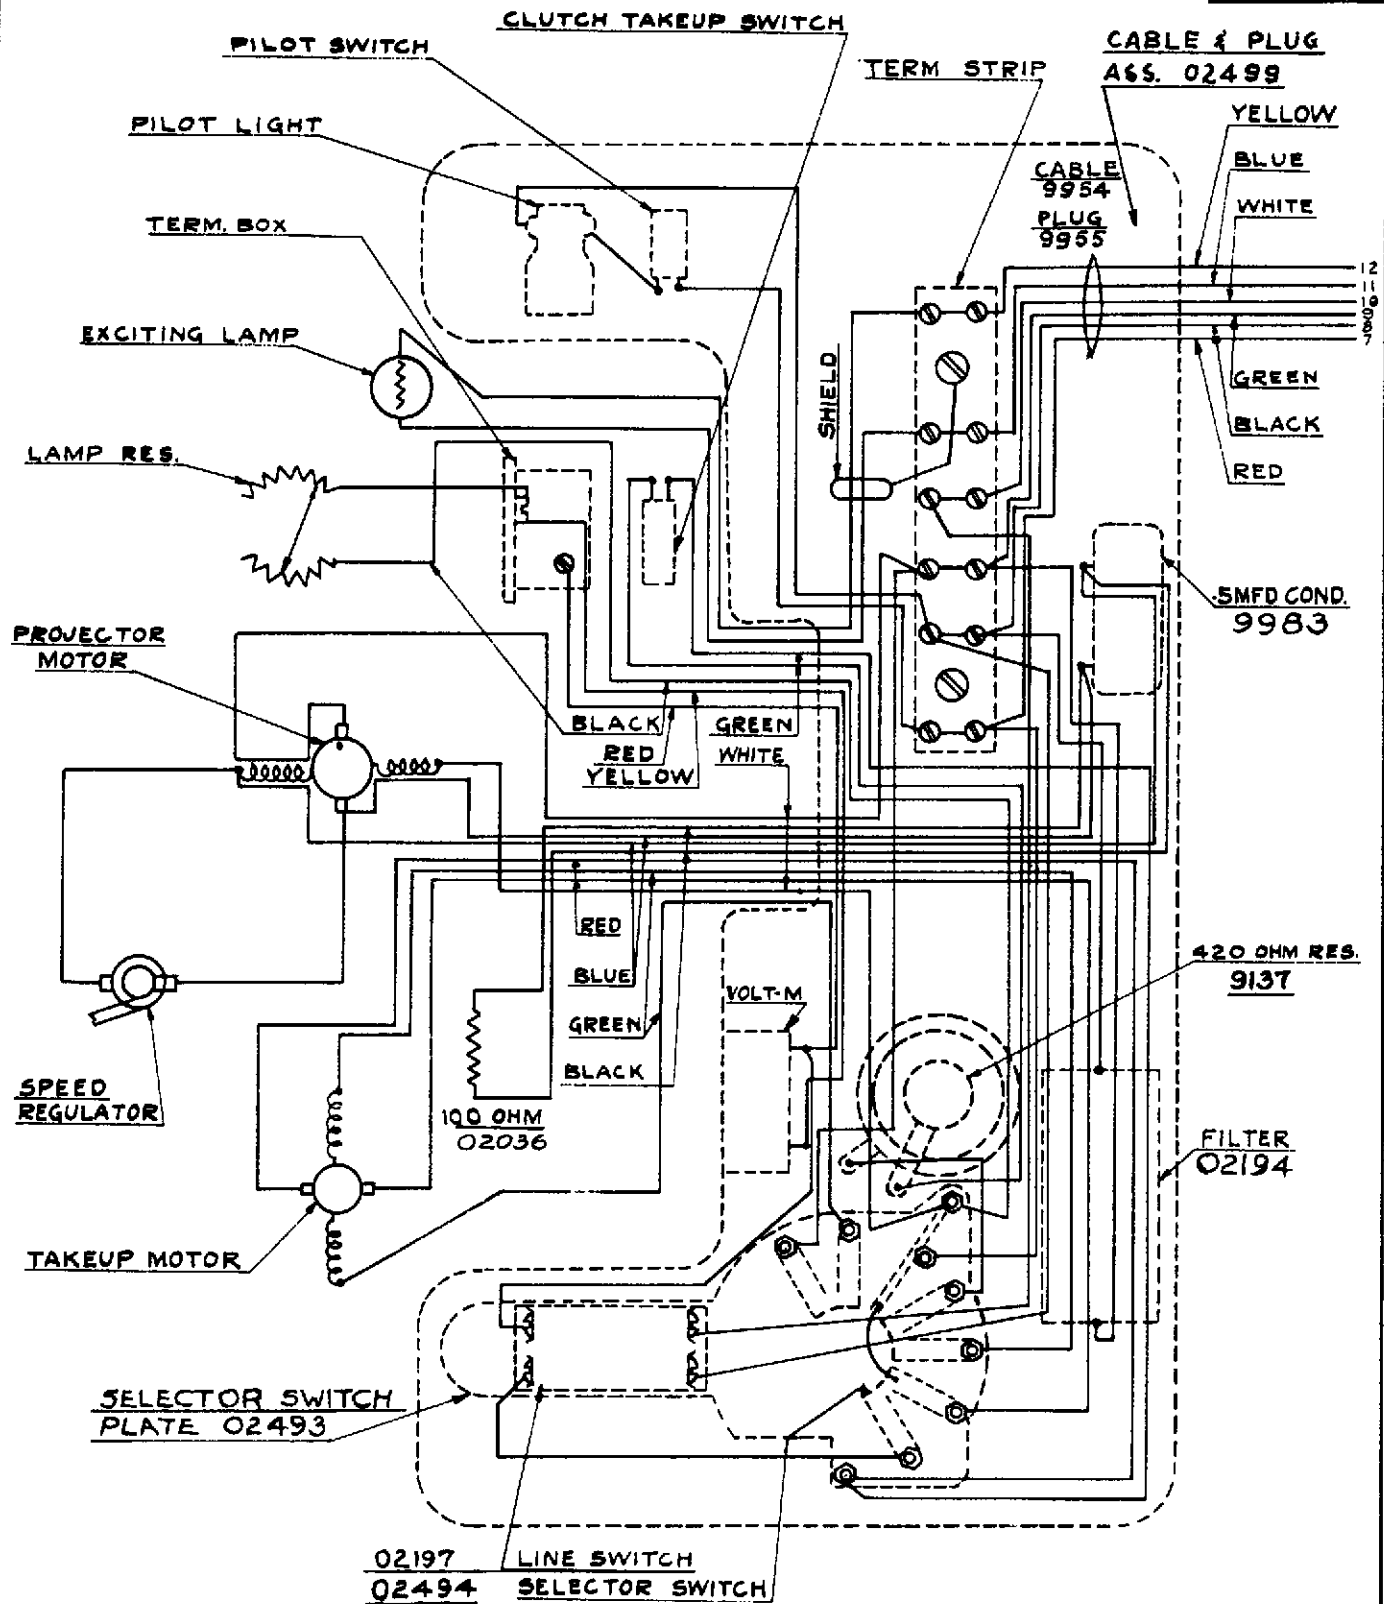 CLUTCH TAKEUP SWITCH
PILOT SWITCH
CABLE & PLUG
ASS. 02499
TERM STRIP
YELLOW
PILOT LIGHT
BLUE
CABLE
9954
WHITE
PLUG
9955
TERM. BOX
12
11
10
9
8
7
EXCITING LAMP
SHIELD
GREEN
BLACK
LAMP RES.
RED
.5MFD COND.
9983
PROJECTOR
MOTOR
BLACK
GREEN
RED
WHITE
YELLOW
RED
420 OHM RES.
9137
BLUE
VOLT-M
GREEN
BLACK
SPEED
REGULATOR
100 OHM
02036
FILTER
02194
TAKEUP MOTOR
SELECTOR SWITCH
PLATE 02493
02197 LINE SWITCH
02494 SELECTOR SWITCH